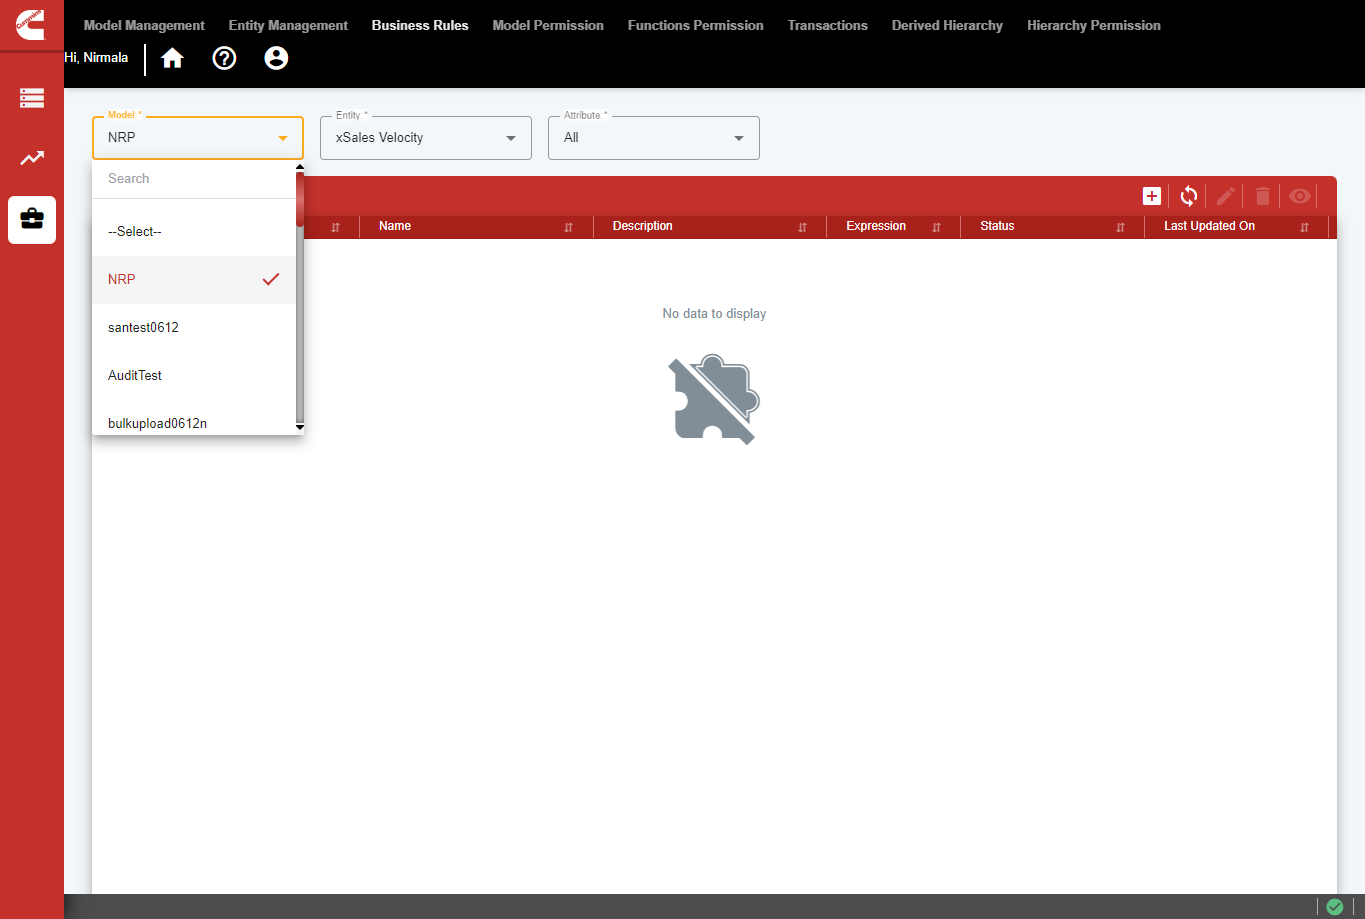 Cummins
Model Management Entity Management Business Rules Model Permission Functions Permission Transactions Derived Hierarchy Hierarchy Permission
Hi, Nirmala
Model:* Entity:* Attribute:*
NRP xSales Velocity All
Search
Name Description Expression Status Last Updated On
--Select--
NRP
No data to display
santest0612
AuditTest
bulkupload0612n